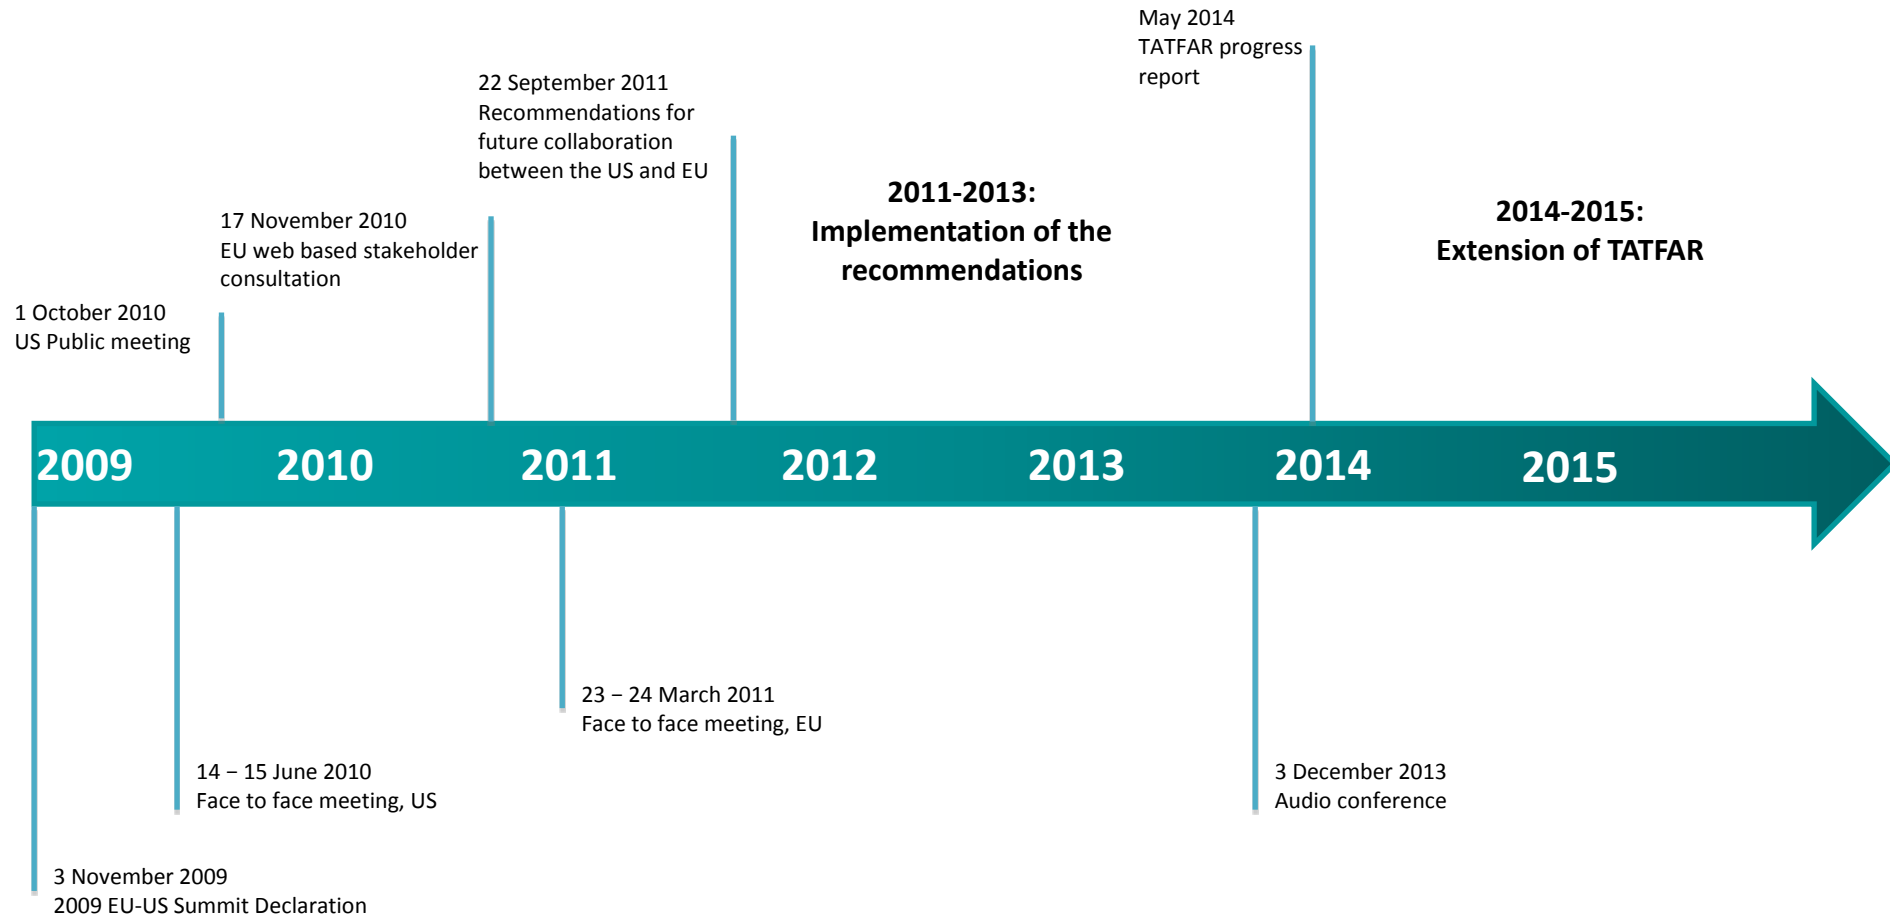 May 2014
TATFAR progress
report
22 September 2011
Recommendations for
future collaboration
between the US and EU
2011-2013:
Implementation of the
recommendations
2014-2015:
Extension of TATFAR
17 November 2010
EU web based stakeholder
consultation
1 October 2010
US Public meeting
2009
2010
2011
2012
2013
2014
2015
23 – 24 March 2011
Face to face meeting, EU
14 – 15 June 2010
Face to face meeting, US
3 December 2013
Audio conference
3 November 2009
2009 EU-US Summit Declaration